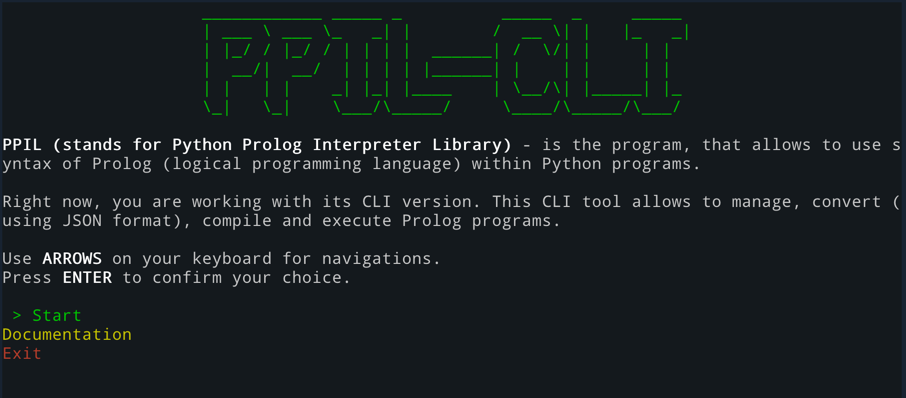 PPIL-CLI
PPIL (stands for Python Prolog Interpreter Library) - is the program, that allows to use s
yntax of Prolog (logical programming language) within Python programs.
Right now, you are working with its CLI version. This CLI tool allows to manage, convert (
using JSON format), compile and execute Prolog programs.
Use ARROWS on your keyboard for navigations.
Press ENTER to confirm your choice.
> Start
Documentation
Exit